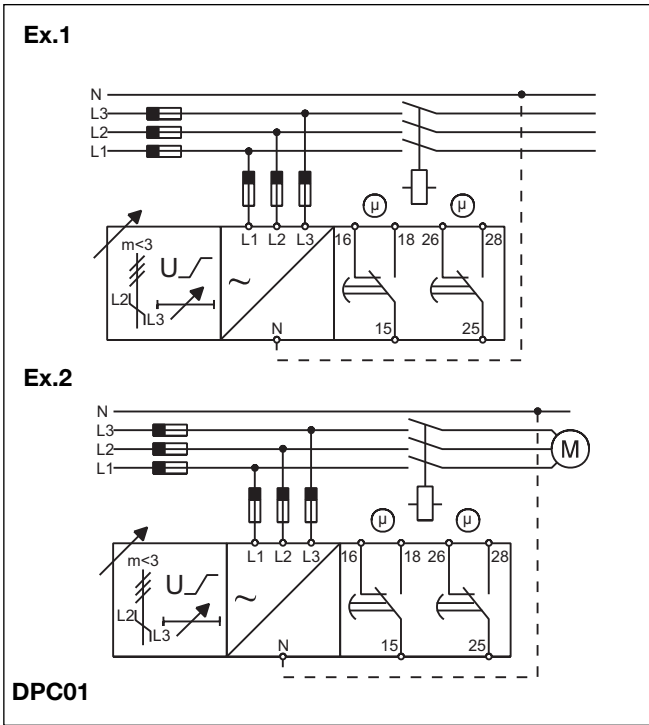 Ex.1
N
L3
L2
L1
µ µ
L1 L2 L3 16 18 26 28
m<3
U
L2
L3
~
N 15 25
Ex.2
N
L3
L2
L1
M
µ µ
L1 L2 L3 16 18 26 28
m<3
U
L2
L3
~
N 15 25
DPC01